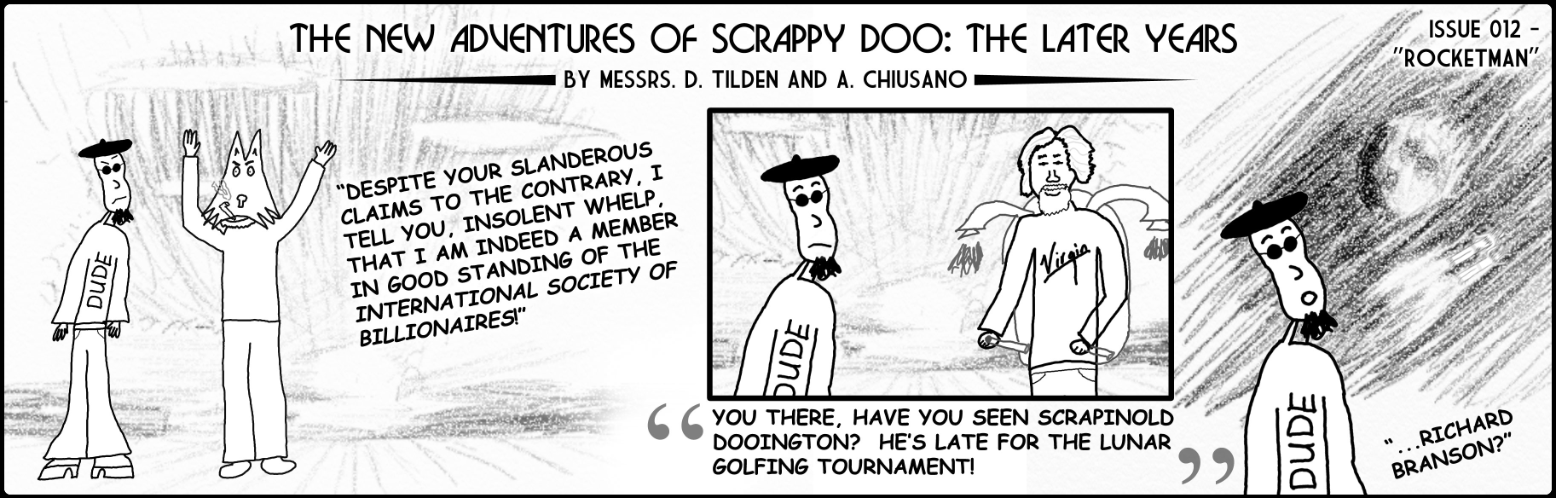 THE NEW ADVENTURES OF SCRAPPY DOO: THE LATER YEARS
BY MESSRS. D. TILDEN AND A. CHIUSANO
ISSUE 012 -
"ROCKETMAN"
DUDE
"DESPITE YOUR SLANDEROUS
CLAIMS TO THE CONTRARY, I
TELL YOU, INSOLENT WHELP,
THAT I AM INDEED A MEMBER
IN GOOD STANDING OF THE
INTERNATIONAL SOCIETY OF
BILLIONAIRES!"
DUDE
Virgin
“YOU THERE, HAVE YOU SEEN SCRAPINOLD
DOOINGTON? HE'S LATE FOR THE LUNAR
GOLFING TOURNAMENT!”
DUDE
"...RICHARD
BRANSON?"